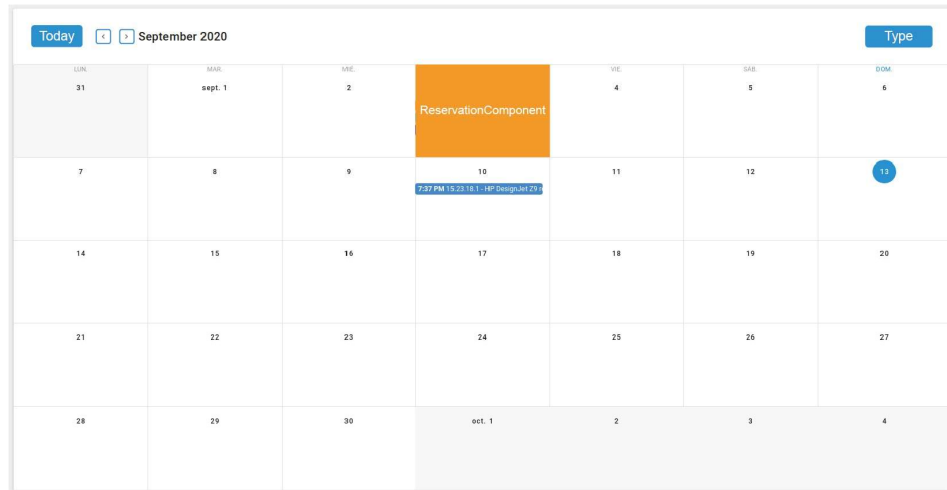 Today < > September 2020 Type
LUN. MAR. MIÉ. VIE. SÁB. DOM.
31 sept. 1 2 4 5 6
ReservationComponent
7 8 9 10 11 12 13
7:37 PM 15.23.18.1 - HP DesignJet Z9
14 15 16 17 18 19 20
21 22 23 24 25 26 27
28 29 30 oct. 1 2 3 4